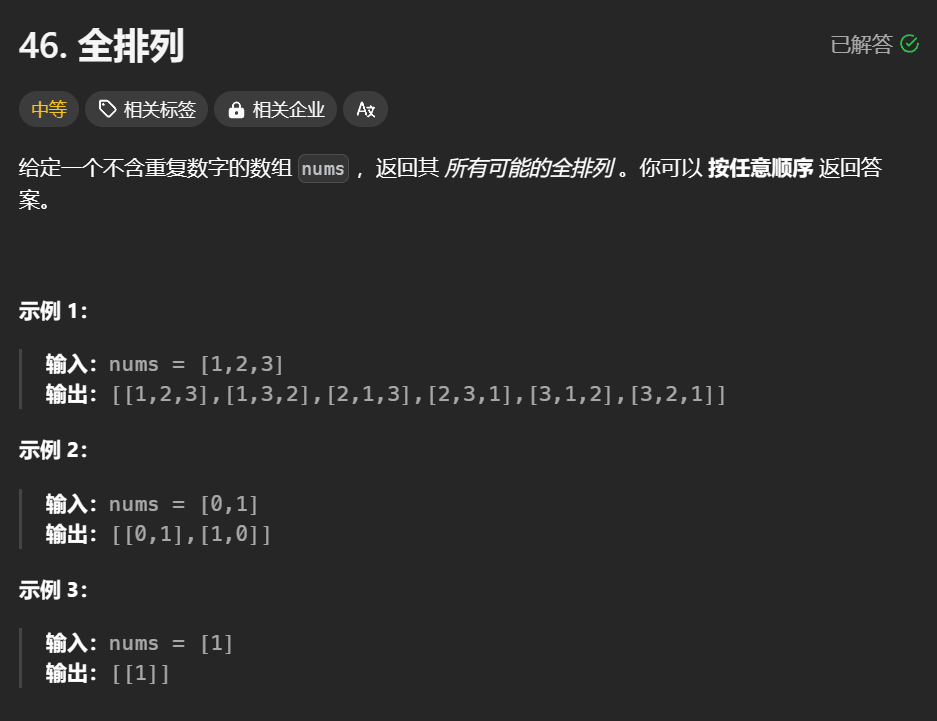 46. 全排列
已解答
中等
相关标签
相关企业
给定一个不含重复数字的数组 nums ，返回其 所有可能的全排列 。你可以 按任意顺序 返回答
案。
示例 1：
输入：nums = [1,2,3]
输出：[[1,2,3],[1,3,2],[2,1,3],[2,3,1],[3,1,2],[3,2,1]]
示例 2：
输入：nums = [0,1]
输出：[[0,1],[1,0]]
示例 3：
输入：nums = [1]
输出：[[1]]